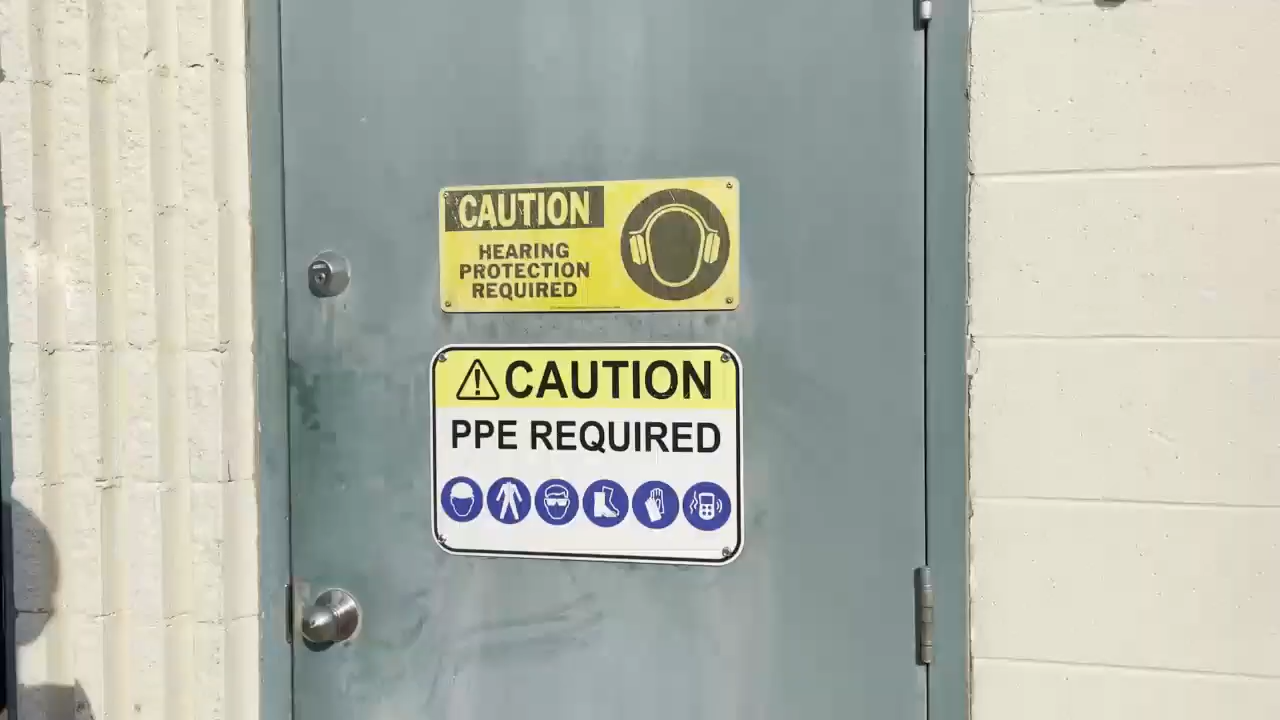 CAUTION
HEARING
PROTECTION
REQUIRED
CAUTION
PPE REQUIRED